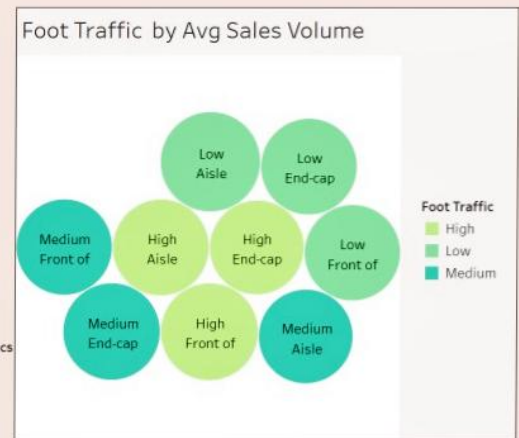 Foot Traffic by Avg Sales Volume
Low
Aisle
Low
End-cap
Medium
Front of
High
Aisle
High
End-cap
Low
Front of
Medium
End-cap
High
Front of
Medium
Aisle
Foot Traffic
High
Low
Medium
cs